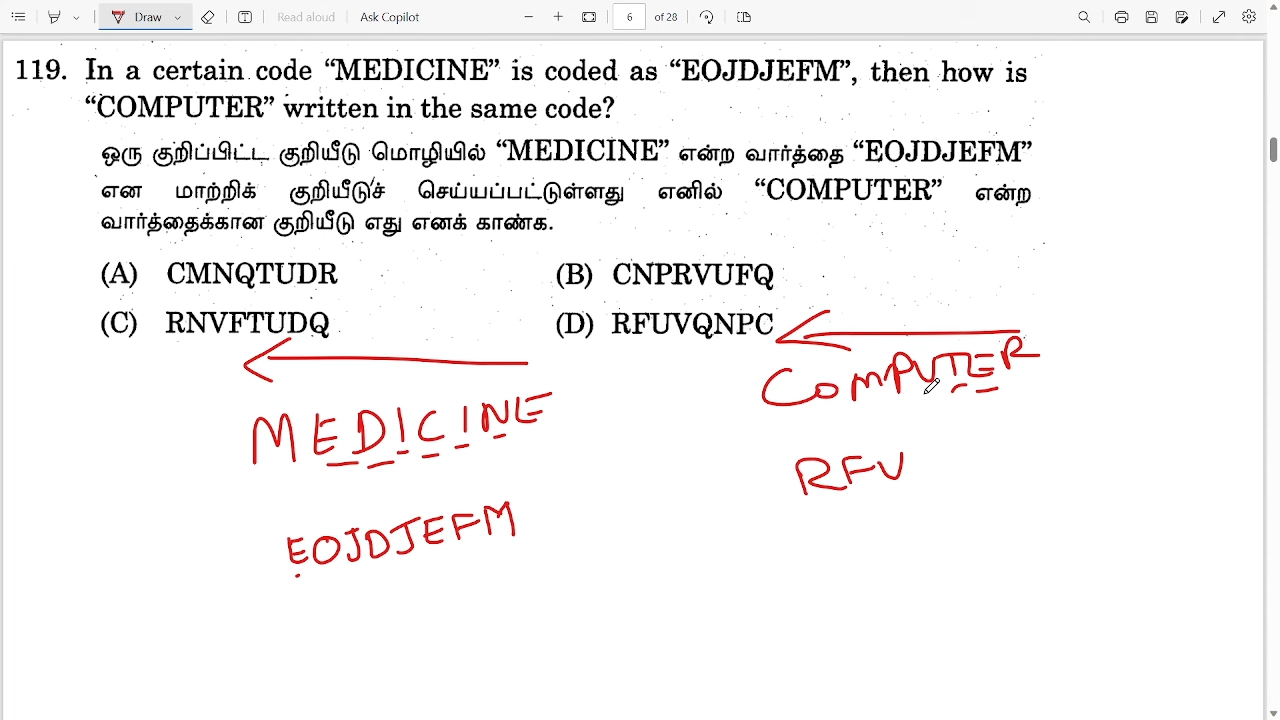 Draw
Read aloud
Ask Copilot
6
of 28
119. In a certain code “MEDICINE” is coded as “EOJDJEFM”, then how is
“COMPUTER” written in the same code?
ஒரு குறிப்பிட்ட குறியீடு மொழியில் “MEDICINE” என்ற வார்த்தை “EOJDJEFM”
என மாற்றிக் குறியீடுச் செய்யப்பட்டுள்ளது எனில் “COMPUTER” என்ற
வார்த்தைக்கான குறியீடு எது எனக் காண்க.
(A) CMNQTUDR
(B) CNPRVUFQ
(C) RNVFTUDQ
(D) RFUVQNPC
COMPUTER
MEDICINE
RFU
EOJDJEFM